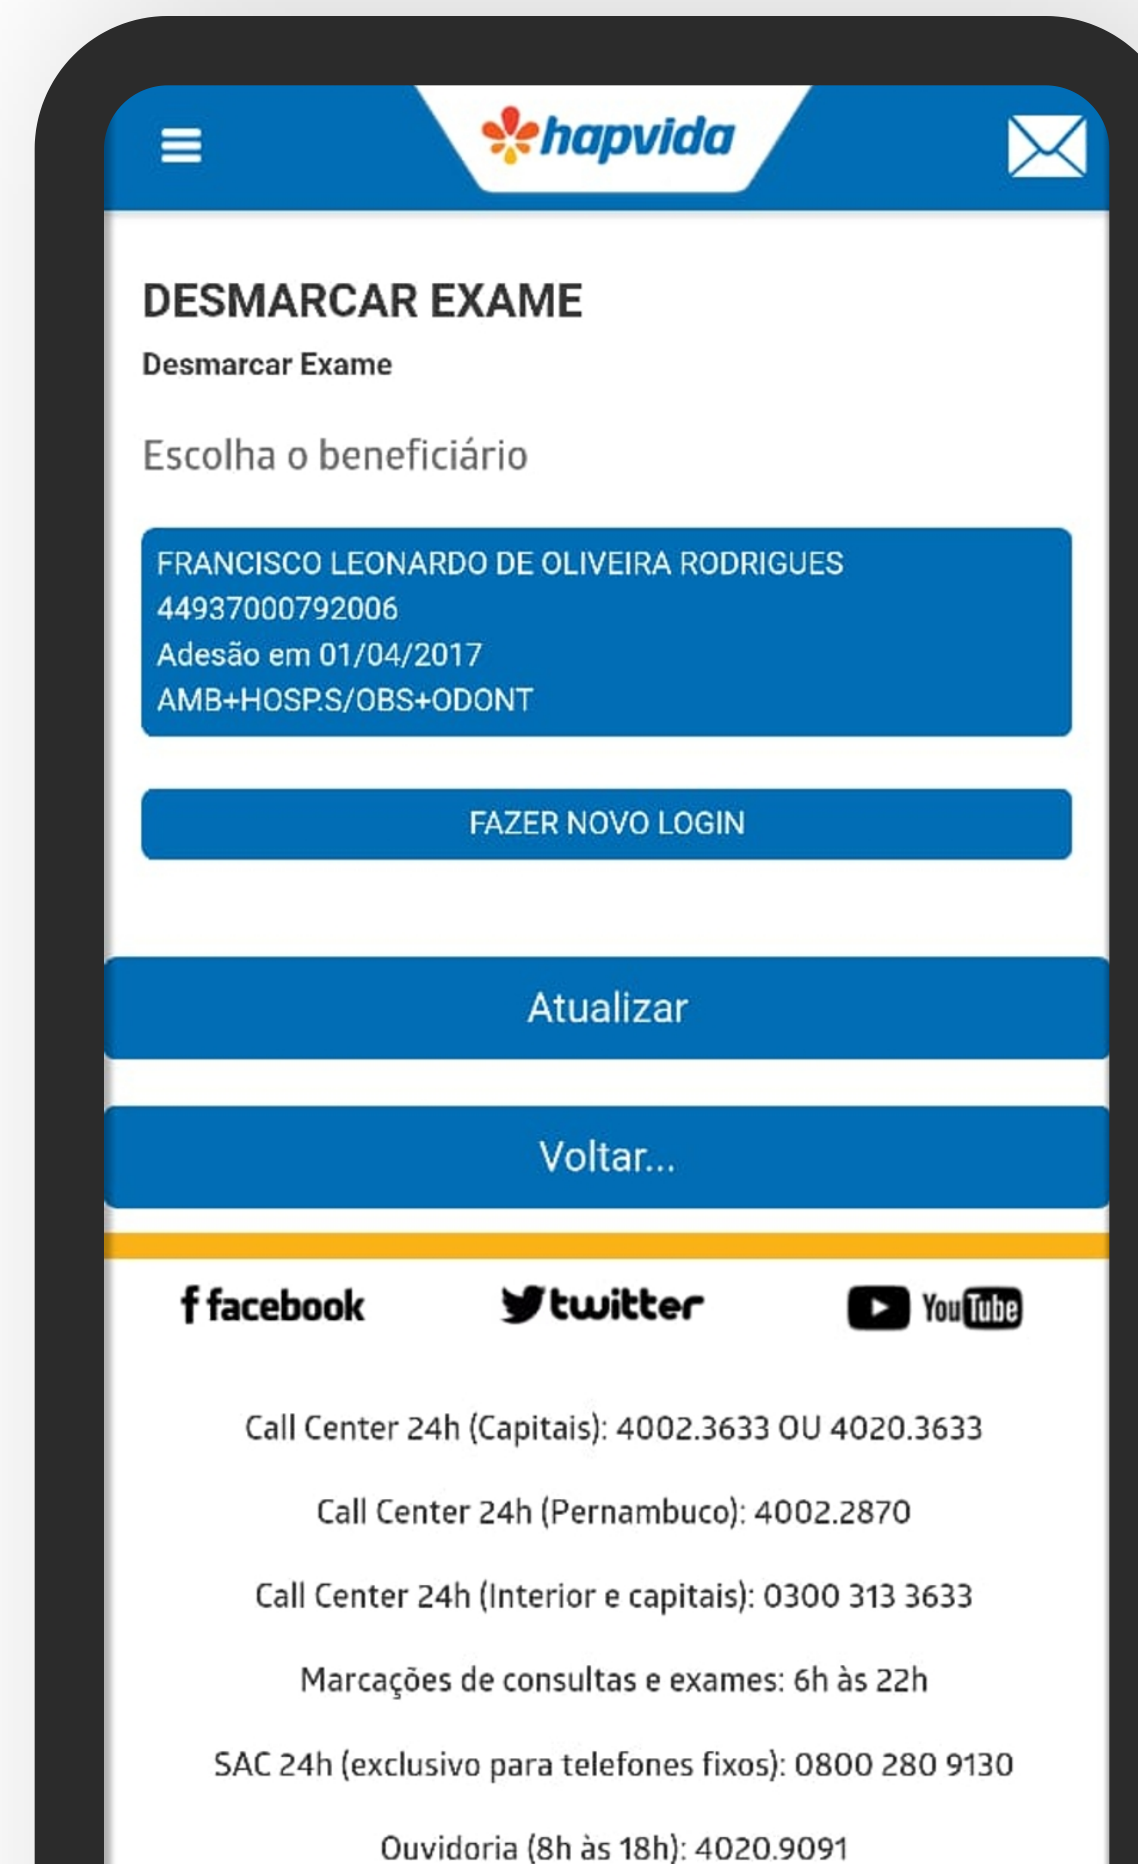 hapvida
DESMARCAR EXAME
Desmarcar Exame
Escolha o beneficiário
FRANCISCO LEONARDO DE OLIVEIRA RODRIGUES
44937000792006
Adesão em 01/04/2017
AMB+HOSP.S/OBS+ODONT
FAZER NOVO LOGIN
Atualizar
Voltar...
f facebook
twitter
YouTube
Call Center 24h (Capitais): 4002.3633 OU 4020.3633
Call Center 24h (Pernambuco): 4002.2870
Call Center 24h (Interior e capitais): 0300 313 3633
Marcações de consultas e exames: 6h às 22h
SAC 24h (exclusivo para telefones fixos): 0800 280 9130
Ouvidoria (8h às 18h): 4020.9091